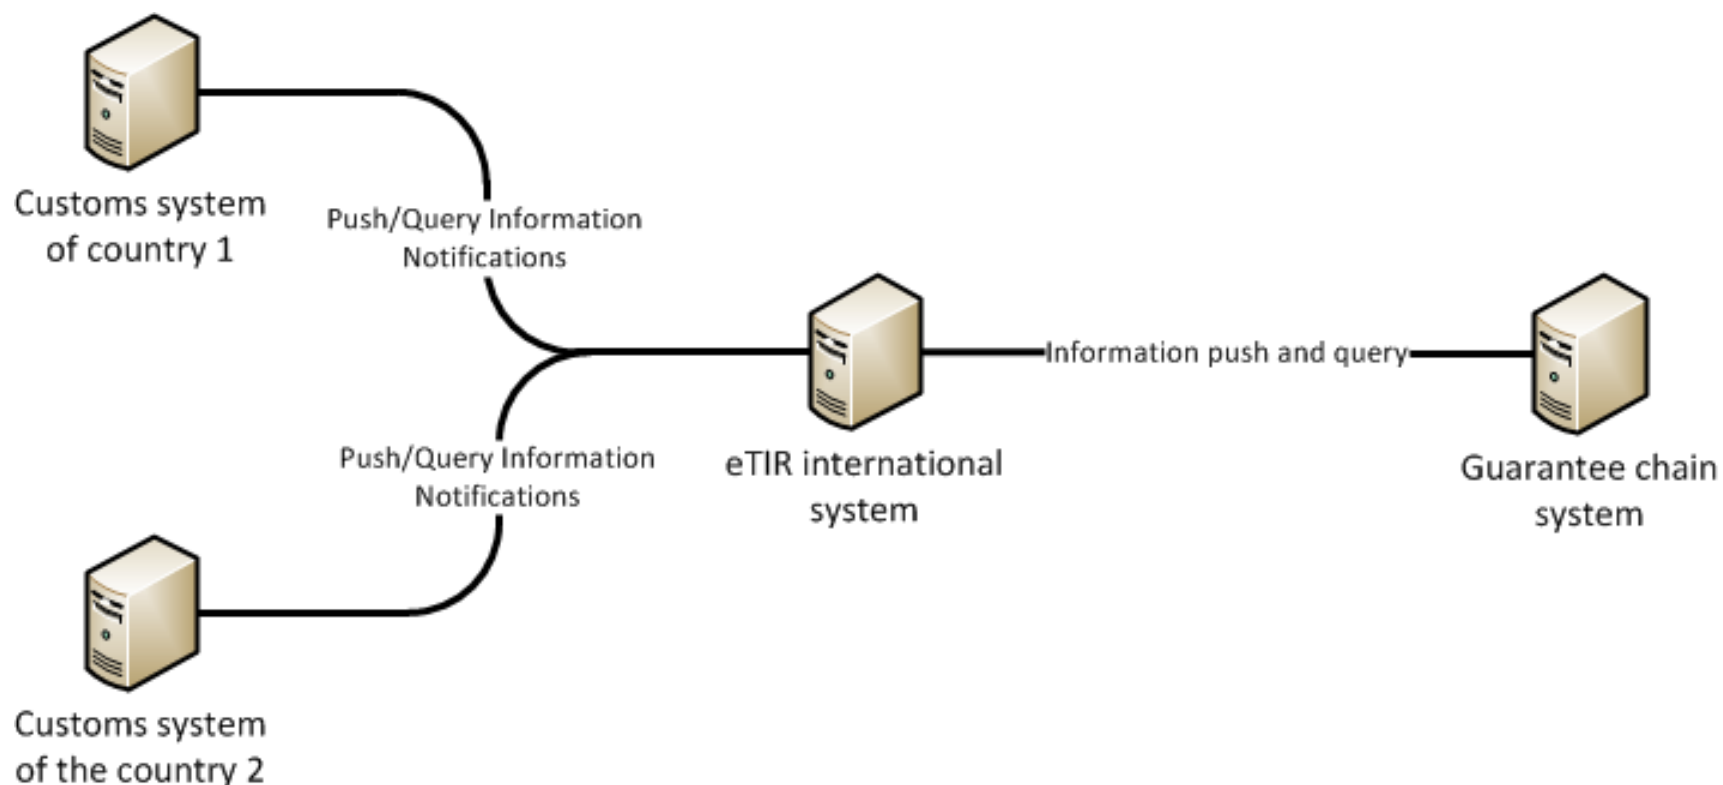 Customs system
of country 1
Push/Query Information
Notifications
Information push and query
Push/Query Information
Notifications
eTIR international
system
Guarantee chain
system
Customs system
of the country 2